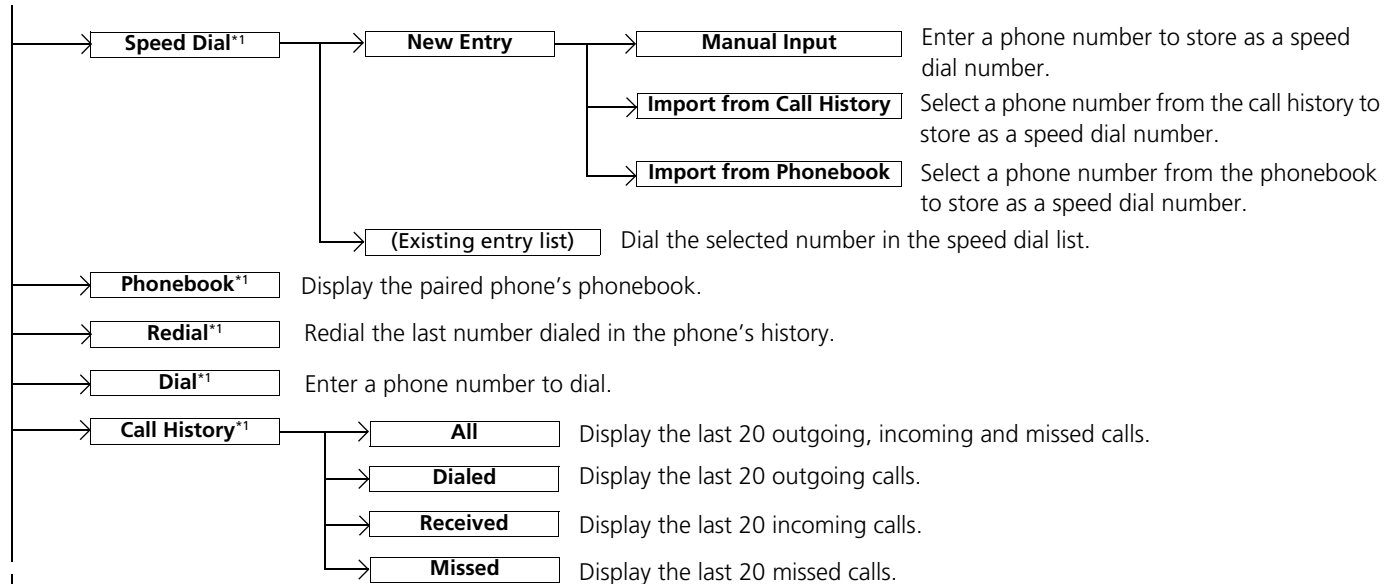 Speed Dial*1
New Entry
Manual Input
Enter a phone number to store as a speed
dial number.
Import from Call History
Select a phone number from the call history to
store as a speed dial number.
Import from Phonebook
Select a phone number from the phonebook
to store as a speed dial number.
(Existing entry list)
Dial the selected number in the speed dial list.
Phonebook*1
Display the paired phone’s phonebook.
Redial*1
Redial the last number dialed in the phone’s history.
Dial*1
Enter a phone number to dial.
Call History*1
All
Display the last 20 outgoing, incoming and missed calls.
Dialed
Display the last 20 outgoing calls.
Received
Display the last 20 incoming calls.
Missed
Display the last 20 missed calls.